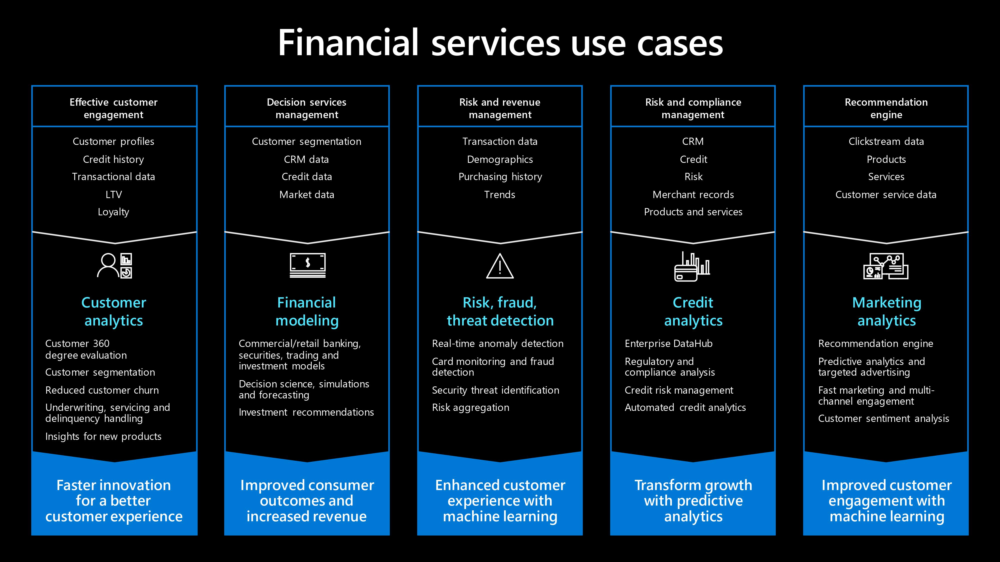 Financial services use cases
Effective customer
engagement
Customer profiles
Credit history
Transactional data
LTV
Loyalty
Customer
analytics
Customer 360
degree evaluation
Customer segmentation
Reduced customer churn
Underwriting, servicing and
delinquency handling
Insights for new products
Faster innovation
for a better
customer experience
Decision services
management
Customer segmentation
CRM data
Credit data
Market data
$
Financial
modeling
Commercial/retail banking,
securities, trading and
investment models
Decision science, simulations
and forecasting
Investment recommendations
Improved consumer
outcomes and
increased revenue
Risk and revenue
management
Transaction data
Demographics
Purchasing history
Trends
!
Risk, fraud,
threat detection
Real-time anomaly detection
Card monitoring and fraud
detection
Security threat identification
Risk aggregation
Enhanced customer
experience with
machine learning
Risk and compliance
management
CRM
Credit
Risk
Merchant records
Products and services
Credit
analytics
Enterprise DataHub
Regulatory and
compliance analysis
Credit risk management
Automated credit analytics
Transform growth
with predictive
analytics
Recommendation
engine
Clickstream data
Products
Services
Customer service data
Marketing
analytics
Recommendation engine
Predictive analytics and
targeted advertising
Fast marketing and multi-
channel engagement
Customer sentiment analysis
Improved customer
engagement with
machine learning